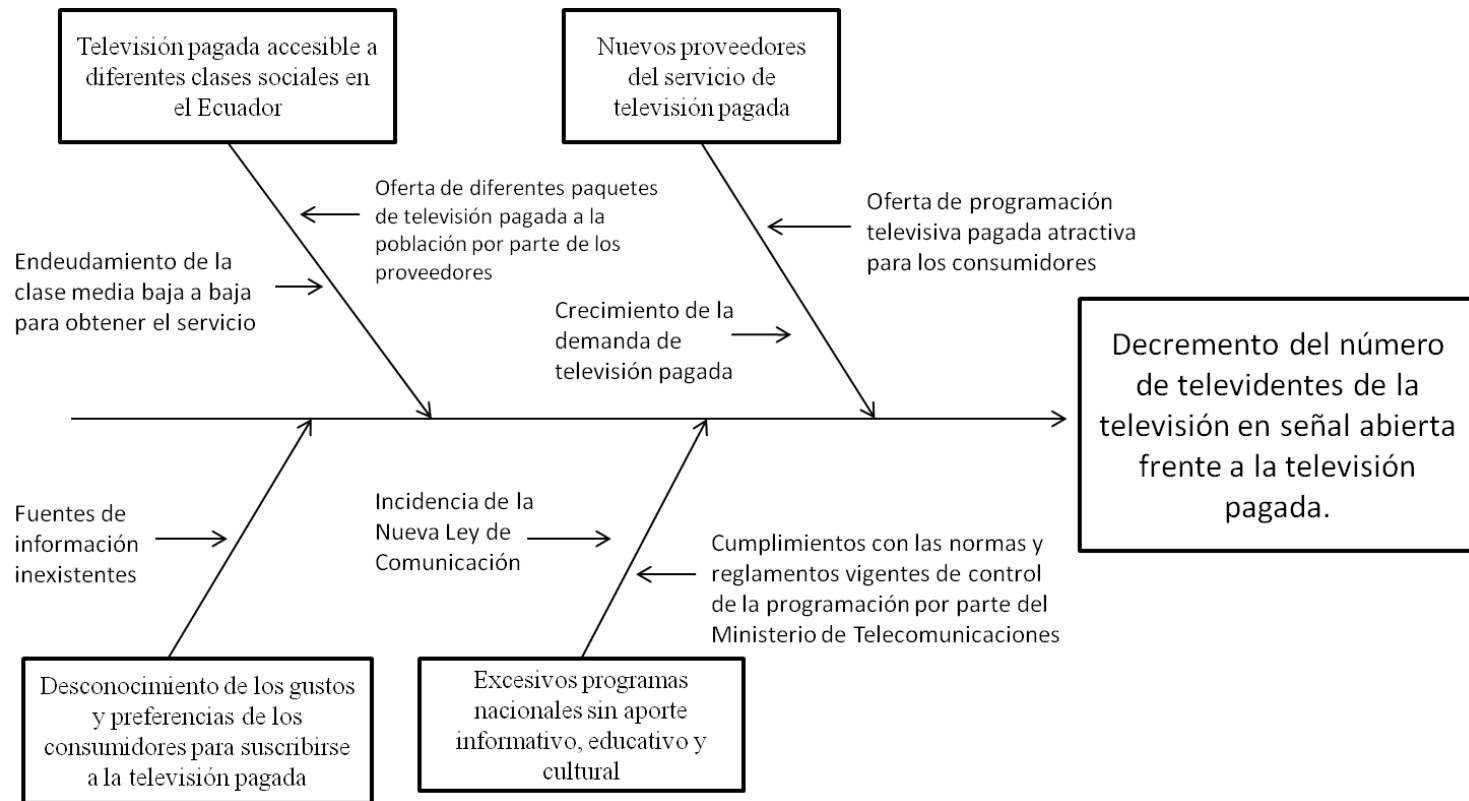 Televisión pagada accesible a
diferentes clases sociales en
el Ecuador
Nuevos proveedores
del servicio de
televisión pagada
Oferta de diferentes paquetes
de televisión pagada a la
población por parte de los
proveedores
Endeudamiento de la
clase media baja a baja
para obtener el servicio
Oferta de programación
televisiva pagada atractiva
para los consumidores
Crecimiento de la
demanda de
televisión pagada
Decremento del número
de televidentes de la
televisión en señal abierta
frente a la televisión
pagada.
Fuentes de
información
inexistentes
Incidencia de la
Nueva Ley de
Comunicación
Cumplimientos con las normas y
reglamentos vigentes de control
de la programación por parte del
Ministerio de Telecomunicaciones
Desconocimiento de los gustos
y preferencias de los
consumidores para suscribirse
a la televisión pagada
Excesivos programas
nacionales sin aporte
informativo, educativo y
cultural